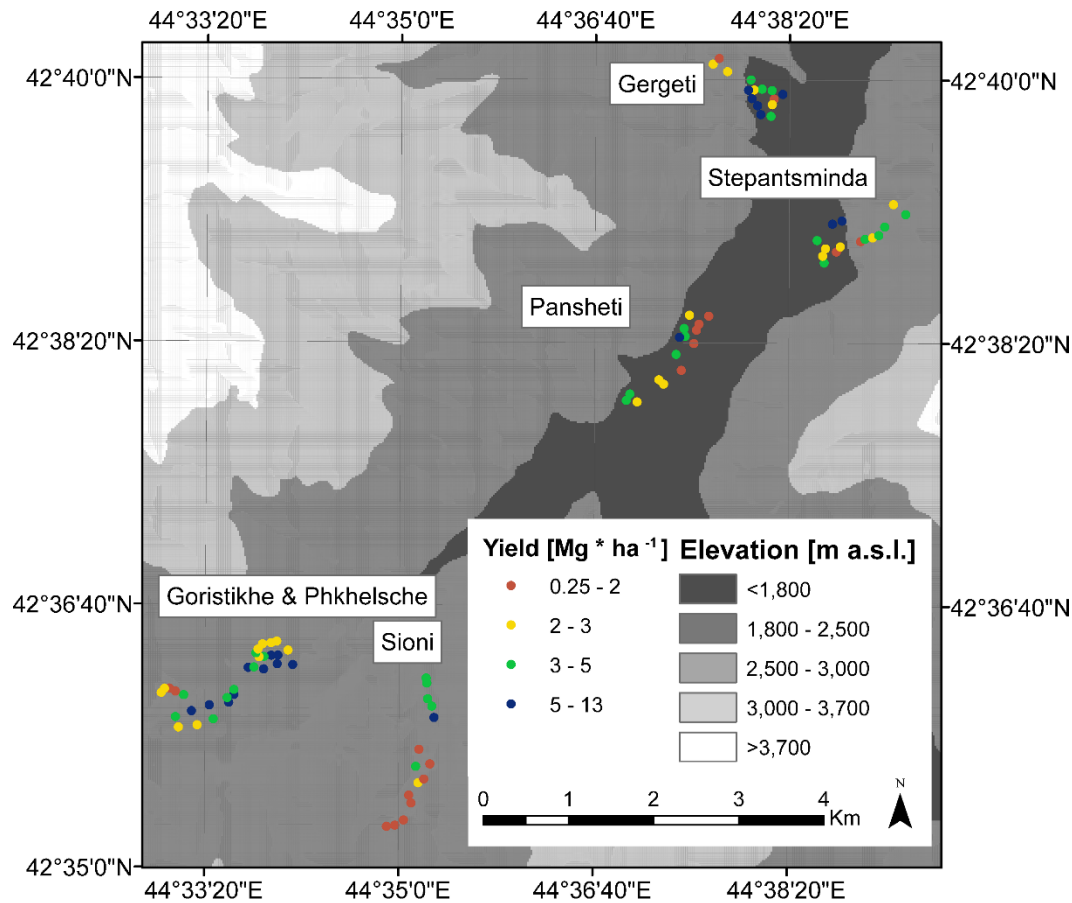 44°33'20"E 44°35'0"E 44°36'40"E 44°38'20"E
42°40'0"N 42°40'0"N
Gergeti
Stepantsminda
Pansheti
42°38'20"N 42°38'20"N
42°36'40"N 42°36'40"N
Goristikhe & Phkhelsche
Sioni
Yield [Mg * ha -1]
0.25 - 2
2 - 3
3 - 5
5 - 13
Elevation [m a.s.l.]
<1,800
1,800 - 2,500
2,500 - 3,000
3,000 - 3,700
>3,700
0 1 2 3 4
Km
N
42°35'0"N 42°35'0"N
44°33'20"E 44°35'0"E 44°36'40"E 44°38'20"E